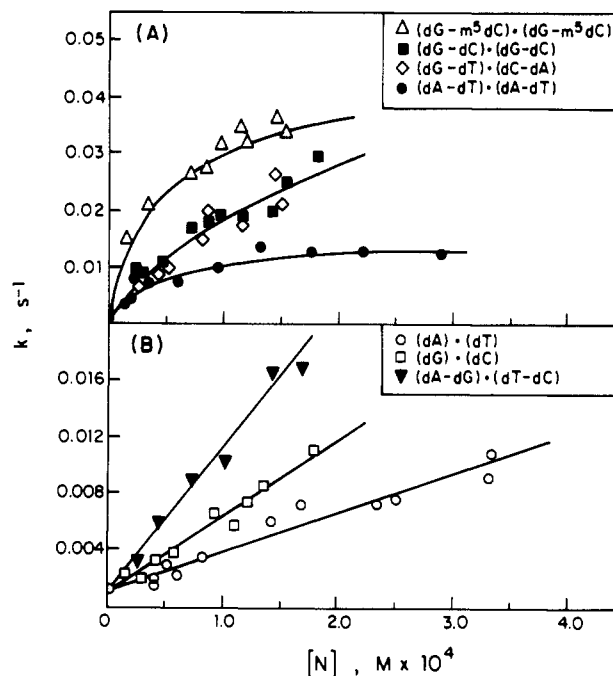 0.05
(A)
△ (dG-m⁵dC)•(dG-m⁵dC)
■ (dG-dC)•(dG-dC)
◇ (dG-dT)•(dC-dA)
● (dA-dT)•(dA-dT)
0.04
0.03
0.02
0.01
k, s⁻¹
(B)
○ (dA)•(dT)
□ (dG)•(dC)
▼ (dA-dG)•(dT-dC)
0.016
0.012
0.008
0.004
0 1.0 2.0 3.0 4.0
[N], M x 10⁴